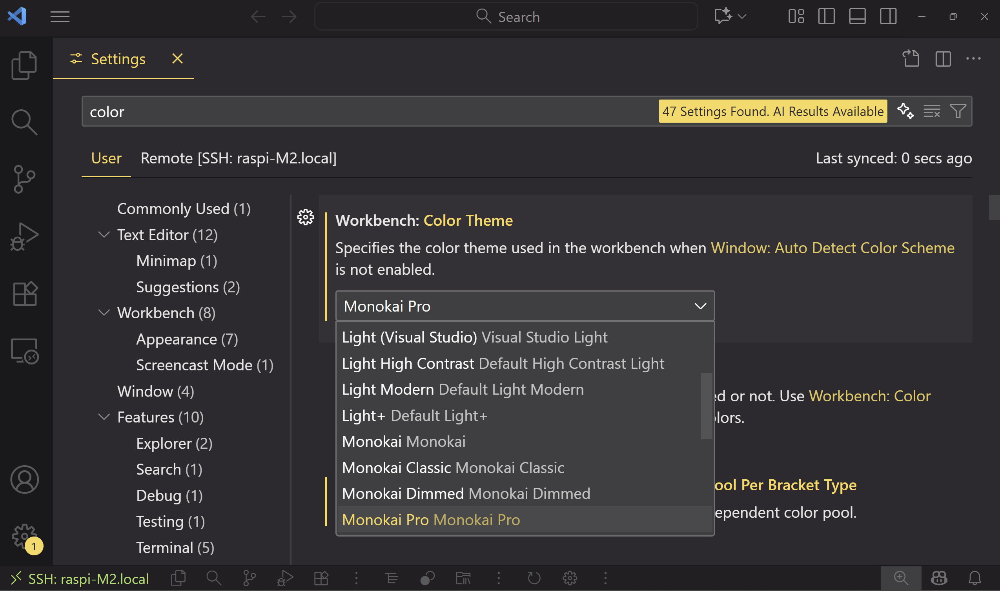 Search
Settings
color
47 Settings Found. AI Results Available
User
Remote [SSH: raspi-M2.local]
Last synced: 0 secs ago
Commonly Used (1)
Text Editor (12)
Minimap (1)
Suggestions (2)
Workbench (8)
Appearance (7)
Screencast Mode (1)
Window (4)
Features (10)
Explorer (2)
Search (1)
Debug (1)
Testing (1)
Terminal (5)
Workbench: Color Theme
Specifies the color theme used in the workbench when Window: Auto Detect Color Scheme
is not enabled.
Monokai Pro
Light (Visual Studio) Visual Studio Light
Light High Contrast Default High Contrast Light
Light Modern Default Light Modern
Light+ Default Light+
Monokai Monokai
Monokai Classic Monokai Classic
Monokai Dimmed Monokai Dimmed
Monokai Pro Monokai Pro
ed or not. Use Workbench: Color
lors.
ool Per Bracket Type
ependent color pool.
1
SSH: raspi-M2.local